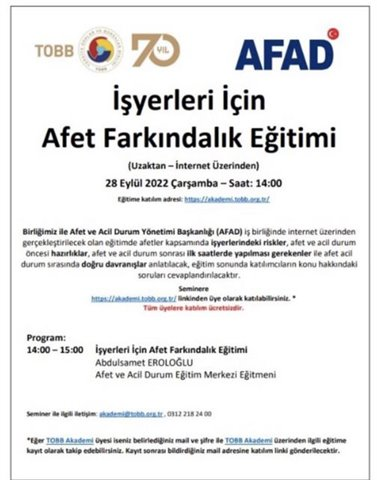 TOBB
70 YIL
AFAD
İşyerleri İçin
Afet Farkındalık Eğitimi
(Uzaktan – İnternet Üzerinden)
28 Eylül 2022 Çarşamba – Saat: 14:00
Eğitime katılım adresi: https://akademi.tobb.org.tr/
Birliğimiz ile Afet ve Acil Durum Yönetimi Başkanlığı (AFAD) iş birliğinde internet üzerinden
gerçekleştirilecek olan eğitimde afetler kapsamında işyerlerindeki riskler, afet ve acil durum
öncesi hazırlıklar, afet ve acil durum sonrası ilk saatlerde yapılması gerekenler ile afet acil
durum sırasında doğru davranışlar anlatılacak, eğitim sonunda katılımcıların konu hakkındaki
soruları cevaplandırılacaktır.
Seminere
https://akademi.tobb.org.tr/ linkinden üye olarak katılabilirsiniz. *
Tüm üyelere katılım ücretsizdir.
Program:
14:00 – 15:00 İşyerleri İçin Afet Farkındalık Eğitimi
Abdulsamet EROLOĞLU
Afet ve Acil Durum Eğitim Merkezi Eğitmeni
Seminer ile ilgili iletişim: akademi@tobb.org.tr , 0312 218 24 00
*Eğer TOBB Akademi üyesi iseniz belirlediğiniz mail ve şifre ile TOBB Akademi üzerinden ilgili eğitime
kayıt olarak takip edebilirsiniz. Kayıt sonrası bildirdiğiniz mail adresine katılım linki gönderilecektir.